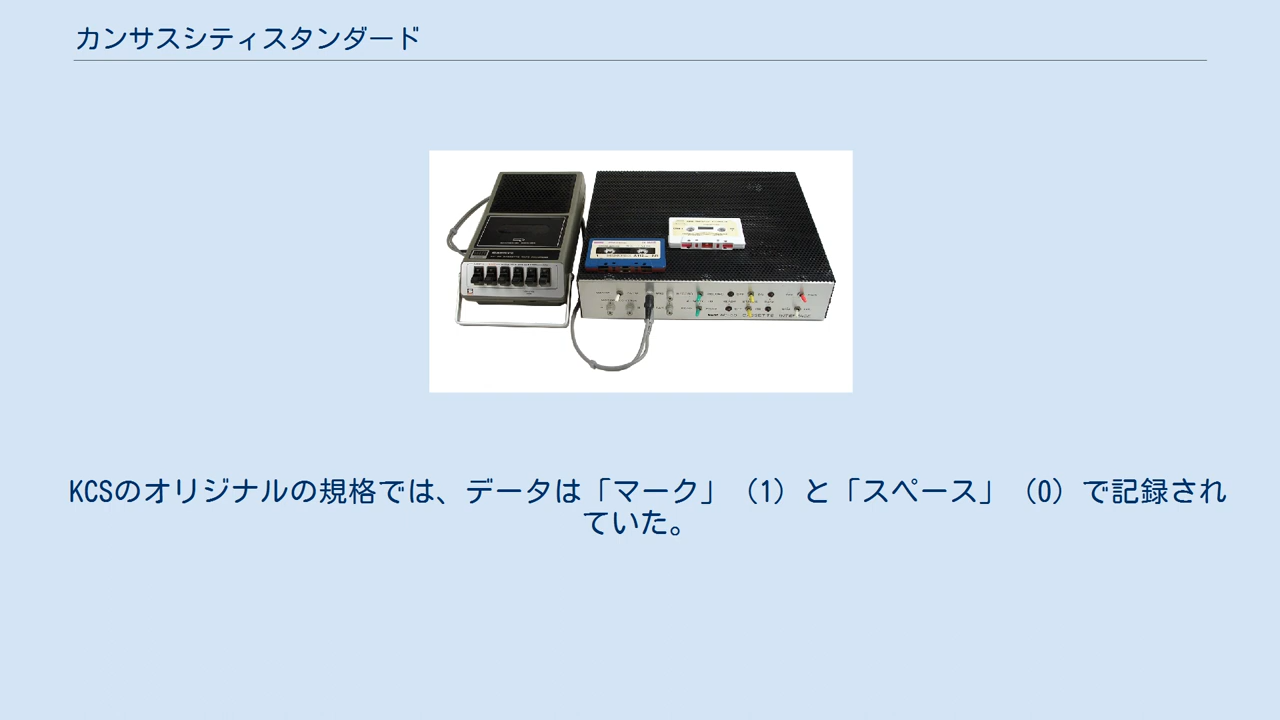 カンサスシティスタンダード
KCSのオリジナルの規格では、データは「マーク」（1）と「スペース」（0）で記録され
ていた。